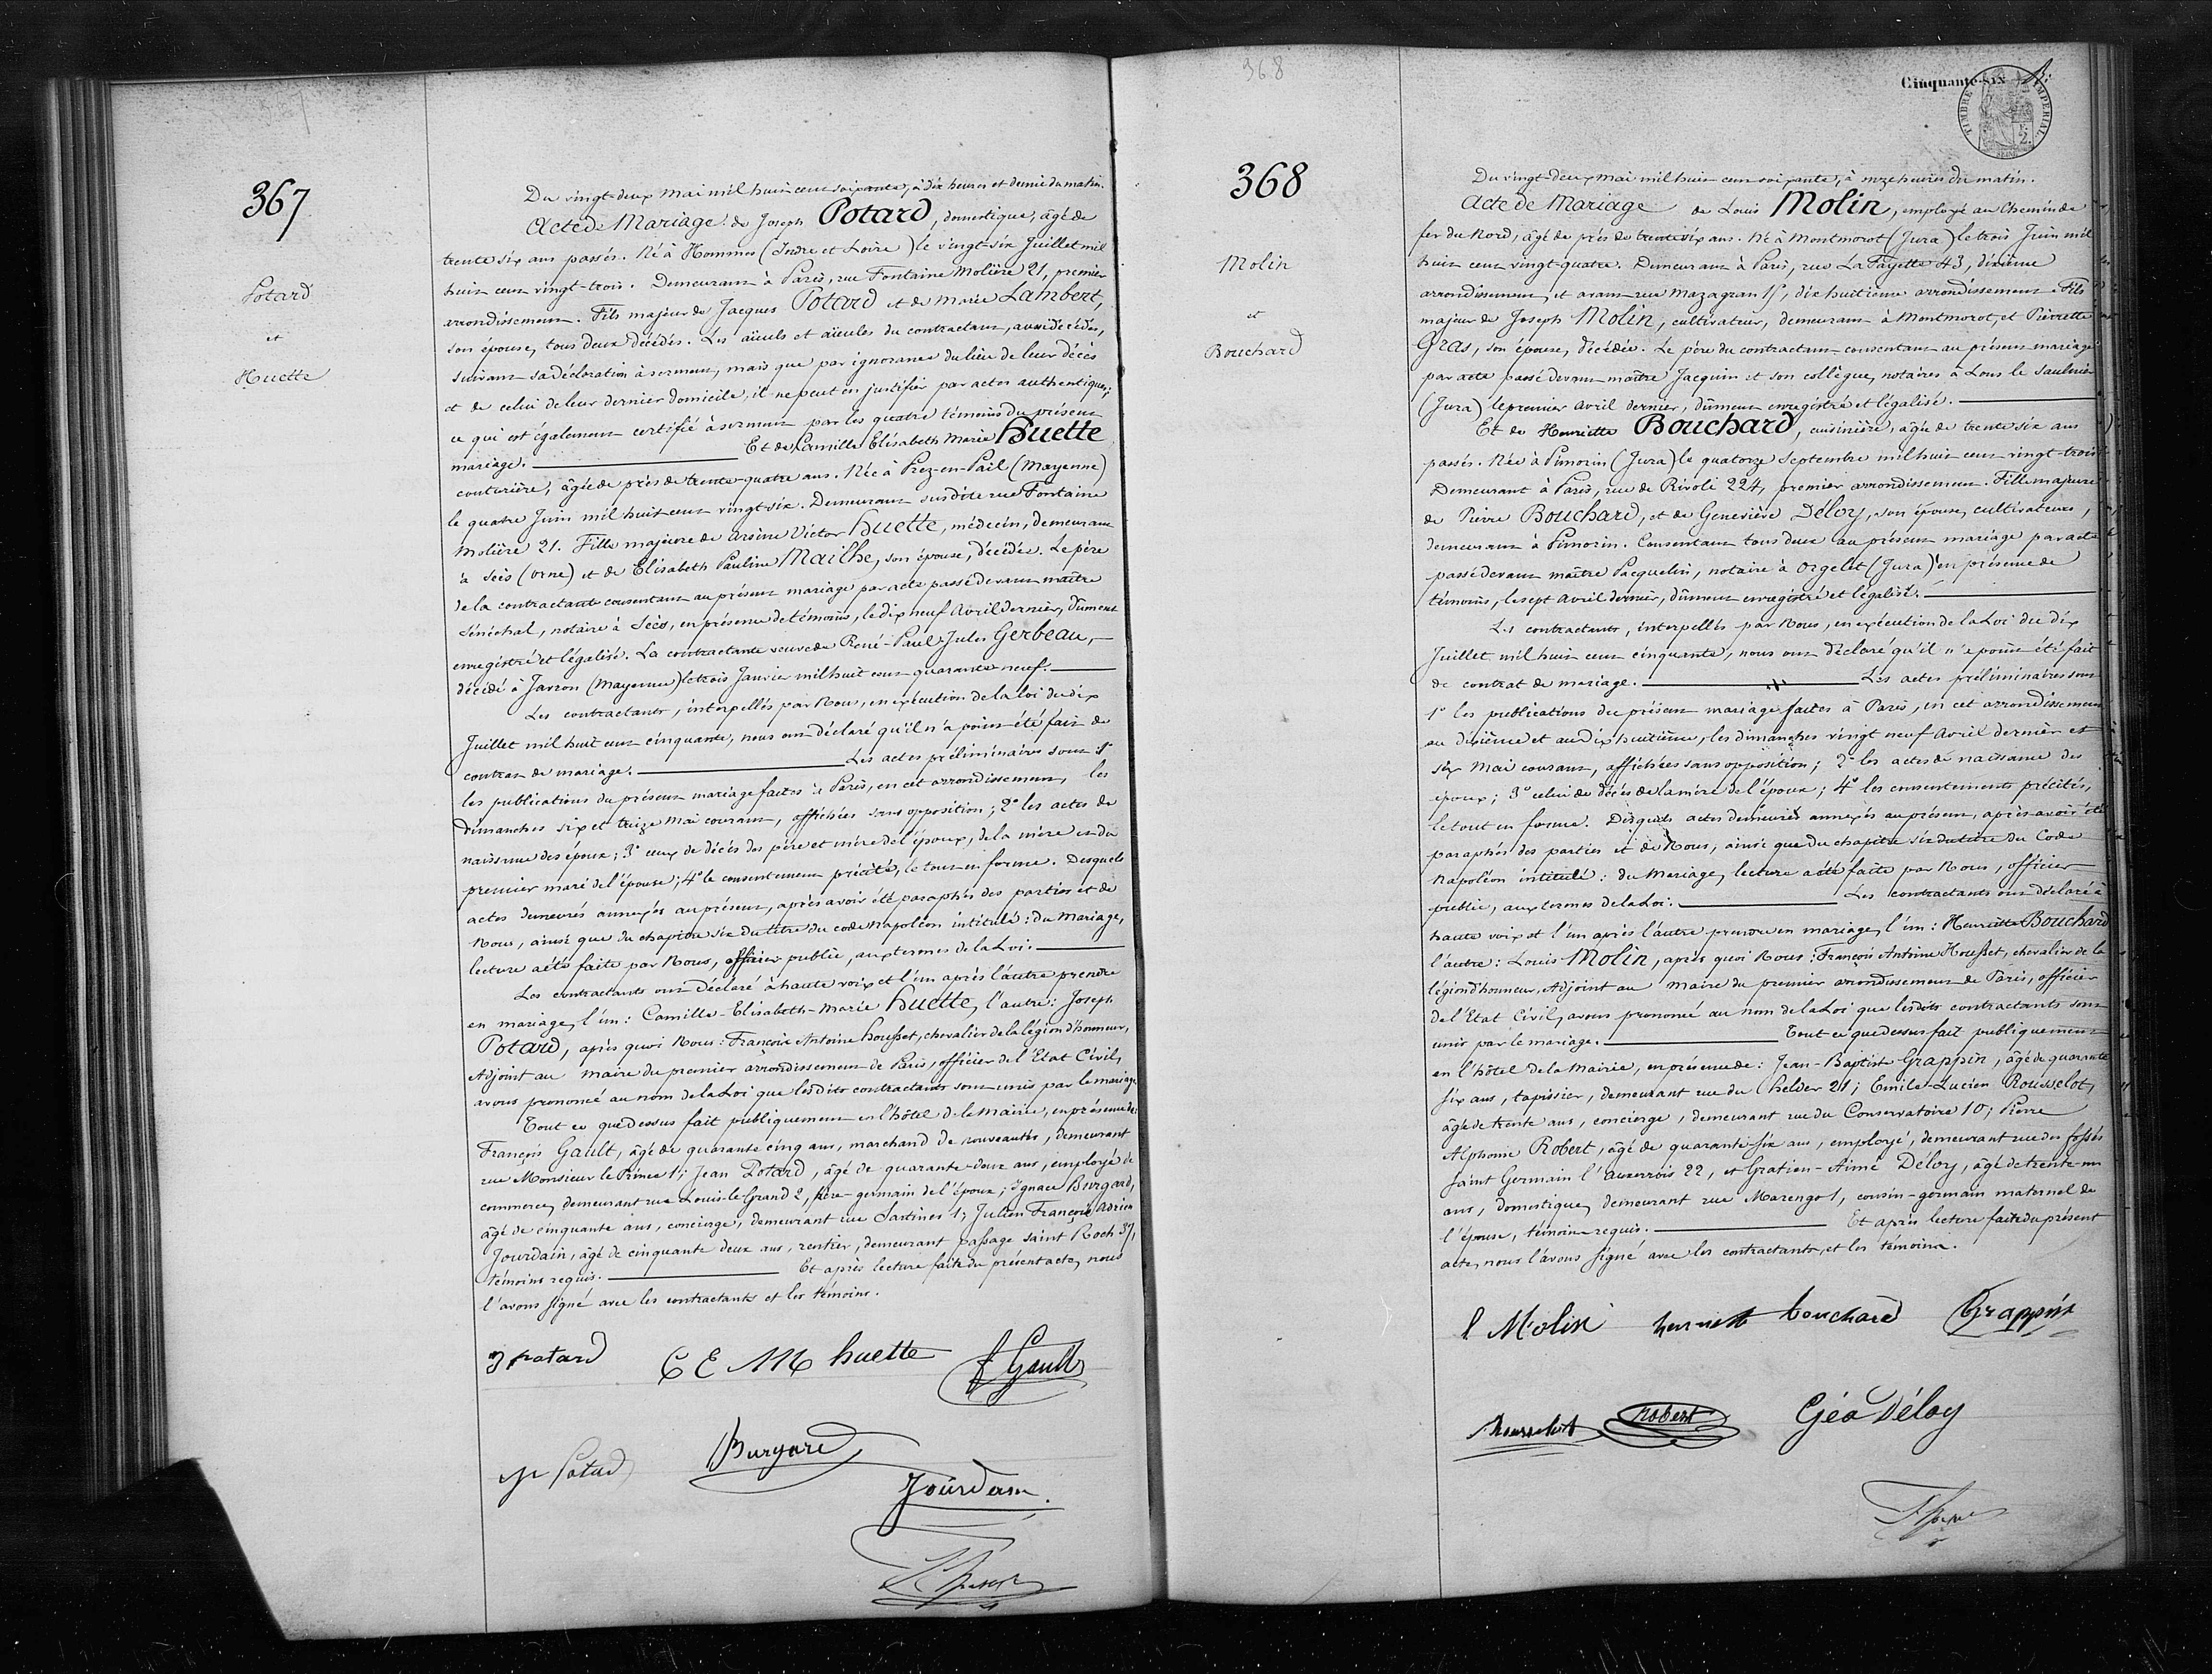 367
Potard
et
Huette
Du vingt-deux Mai mil huit cent soixante, à dix heures et demie du matin.
Acte de Mariage de Joseph Potard, domestique, âgé de
trente six ans passés. Né à Hommes (Indre et Loire) le vingt-six Juillet mil
huit cent vingt-trois. Demeurant à Paris, rue Fontaine Molière 21, premier
arrondissement. Fils majeur de Jacques Potard et de Marie Lambert,
son épouse, tous deux décédés. Les aïeuls et aïeules du contractant, aussi décédés,
suivant sa déclaration à serment, mais que par ignorance du lieu de leur décès
et de celui de leur dernier domicile, il ne peut en justifier par actes authentiques;
ce qui est également certifié à serment par les quatre témoins du présent
mariage. Et de Camille Elisabeth Marie Huette
couturière, âgée de près de trente-quatre ans. Née à Prez-en-Pail (Mayenne)
le quatre Juin mil huit cent vingt-six. Demeurant susdite rue Fontaine
Molière 21. Fille majeure de Arsène Victor Huette, médecin, demeurant
à Séès (Orne) et de Elisabeth Pauline Mailhe, son épouse, décédée. Le père
de la contractante consentant au présent mariage par acte passé devant maître
Sénéchal, notaire à Séès, en présence de témoins, le dix neuf Avril dernier, dûment
enregistré et légalisé. La contractante veuve de René-Paul Jules Gerbeau,
décédé à Javron (Mayenne) le trois Janvier mil huit cent quarante neuf.
Les contractants, interpellés par Nous, en exécution de la loi du dix
Juillet mil huit cent cinquante, nous ont déclaré qu'il n'a point été fait de
contrat de mariage. Les actes préliminaires sont 1°
les publications du présent mariage faites à Paris, en cet arrondissement, les
dimanches six et treize Mai courant, affichées sans opposition; 2° les actes de
naissance des époux; 3° ceux de décès des père et mère de l'époux, de la mère et du
premier mari de l'épouse; 4° le consentement précité, le tout en forme. Desquels
actes demeurés annexés au présent, après avoir été paraphés des parties et de
Nous, ainsi que du chapitre six du titre du code Napoléon intitulé: du Mariage,
lecture a été faite par Nous, officier public, aux termes de la Loi.
Les contractants ont déclaré à haute voix et l'un après l'autre prendre
en mariage, l'un: Camille-Elisabeth-Marie Huette, l'autre: Joseph
Potard, après quoi Nous: François Antoine Housset, chevalier de la légion d'honneur,
Adjoint au maire du premier arrondissement de Paris, officier de l'Etat Civil,
avons prononcé au nom de la Loi que lesdits contractants sont unis par le mariage
Tout ce que dessus fait publiquement en l'hôtel de la Mairie, en présence de:
François Gault, âgé de quarante cinq ans, marchand de nouveautés, demeurant
rue Monsieur le Prince 1; Jean Potard, âgé de quarante-deux ans, employé de
commerce, demeurant rue Louis-le-Grand 2, frère-germain de l'époux; Ignace Burgard,
âgé de cinquante ans, concierge, demeurant rue Sartines 1; Julien François Adrien
Jourdain, âgé de cinquante deux ans, rentier, demeurant passage Saint Roch 37,
témoins requis. Et après lecture faite du présent acte, nous
l'avons signé avec les contractants et les témoins.
J potard C E M huette f Gault
Potard Burgard
Jourdain
368
368
Molin
et
Bouchard
Cinquante-six
TIMBRE IMPERIAL
Du vingt-deux Mai mil huit cent soixante, à onze heures du matin.
Acte de Mariage de Louis Molin, employé au Chemin de
fer du Nord, âgé de près de trente six ans. Né à Montmorot (Jura) le trois Juin mil
huit cent vingt-quatre. Demeurant à Paris, rue La Fayette 43, dixième
arrondissement, et avant rue Mazagran 15, dix huitième arrondissement. Fils
majeur de Joseph Molin, cultivateur, demeurant à Montmorot, et Pierrette
Gras, son épouse, décédée. Le père du contractant consentant au présent mariage
par acte passé devant maître Jacquin et son collègue, notaires à Lons le Saulnier
(Jura) le premier Avril dernier, dûment enregistré et légalisé.
Et de Henriette Bouchard, cuisinière, âgée de trente six ans
passés. Née à Pimorin (Jura) le quatorze Septembre mil huit cent vingt-trois
Demeurant à Paris, rue de Rivoli 224, premier arrondissement. Fille majeure
de Pierre Bouchard, et de Geneviève Déloy, son épouse, cultivateurs,
demeurant à Pimorin. Consentant tous deux au présent mariage par acte
passé devant maître Pacquelin, notaire à Orgelet (Jura) en présence de
témoins, le sept Avril dernier, dûment enregistré et légalisé.
Les contractants, interpellés par Nous, en exécution de la Loi du dix
Juillet mil huit cent cinquante, nous ont déclaré qu'il n'a point été fait
de contrat de mariage. Les actes préliminaires sont
1° les publications du présent mariage faites à Paris, en cet arrondissement
au dixième et au dix huitième, les dimanches vingt neuf Avril dernier et
six Mai courant, affichées sans opposition; 2° les actes de naissance des
époux; 3° celui de décès de la mère de l'époux; 4° les consentements précités,
le tout en forme. Desquels actes demeurés annexés au présent, après avoir été
paraphés des parties et de Nous, ainsi que du chapitre six du titre du Code
Napoléon intitulé: du Mariage, lecture a été faite par Nous, officier
public, aux termes de la Loi. Les contractants ont déclaré à
haute voix et l'un après l'autre prendre en mariage, l'un: Henriette Bouchard
l'autre: Louis Molin, après quoi Nous: François Antoine Housset, chevalier de la
légion d'honneur, Adjoint au maire du premier arrondissement de Paris, officier
de l'Etat Civil, avons prononcé au nom de la Loi que lesdits contractants sont
unis par le mariage. Tout ce que dessus fait publiquement
en l'hôtel de la Mairie, en présence de: Jean-Baptiste Grappin, âgé de quarante
six ans, tapissier, demeurant rue du Helder 21; Emile-Lucien Rousselot,
âgé de trente ans, concierge, demeurant rue du Conservatoire 10; Pierre
Alphonse Robert, âgé de quarante-six ans, employé, demeurant rue des fossés
Saint Germain l'Auxerrois 22, et Gratien-Aimé Déloy, âgé de trente-un
ans, domestique, demeurant rue Marengo 1, cousin-germain maternel de
l'épouse, témoins requis. Et après lecture faite du présent
acte, nous l'avons signé avec les contractants, et les témoins.
l Molin henriette bouchard Grappin
Rousselot Robert Géa Déloy